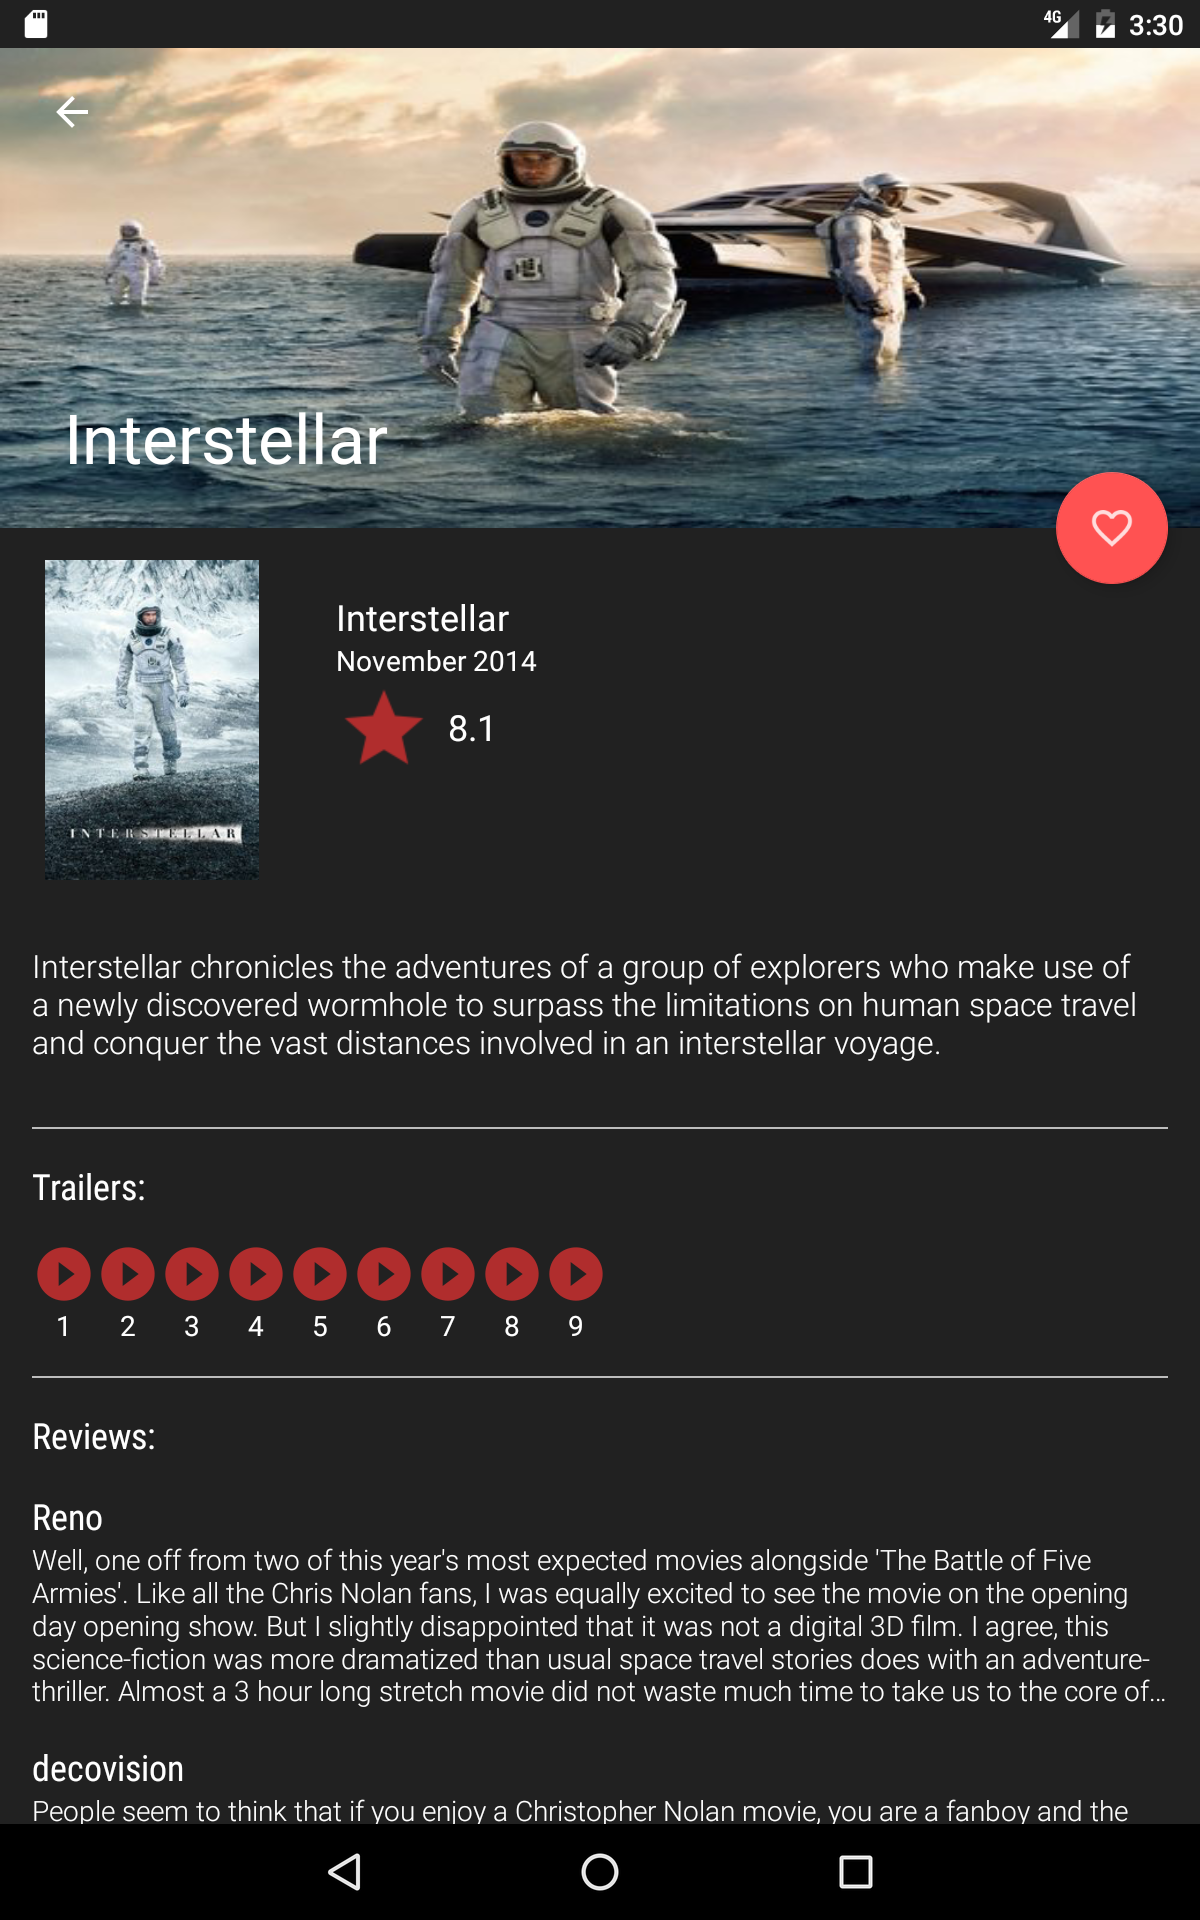 4G 3:30
Interstellar
INTERSTELLAR
Interstellar
November 2014
8.1
Interstellar chronicles the adventures of a group of explorers who make use of
a newly discovered wormhole to surpass the limitations on human space travel
and conquer the vast distances involved in an interstellar voyage.
Trailers:
1 2 3 4 5 6 7 8 9
Reviews:
Reno
Well, one off from two of this year's most expected movies alongside 'The Battle of Five
Armies'. Like all the Chris Nolan fans, I was equally excited to see the movie on the opening
day opening show. But I slightly disappointed that it was not a digital 3D film. I agree, this
science-fiction was more dramatized than usual space travel stories does with an adventure-
thriller. Almost a 3 hour long stretch movie did not waste much time to take us to the core of…
decovision
People seem to think that if you enjoy a Christopher Nolan movie, you are a fanboy and the